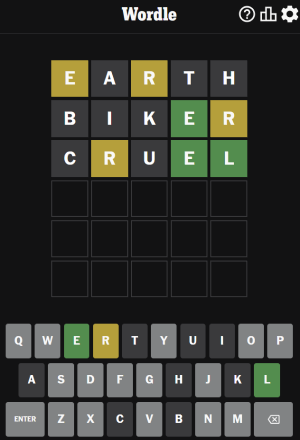 Wordle
E A R T H
B I K E R
C R U E L
Q W E R T Y U I O P
A S D F G H J K L
ENTER Z X C V B N M